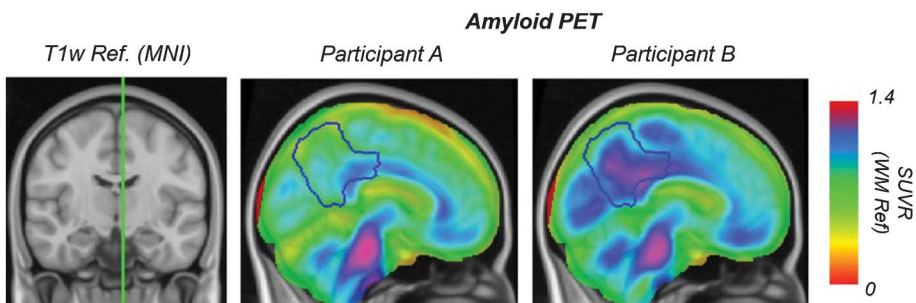 Amyloid PET
T1w Ref. (MNI)
Participant A
Participant B
1.4
SUVR
(WM Ref)
0